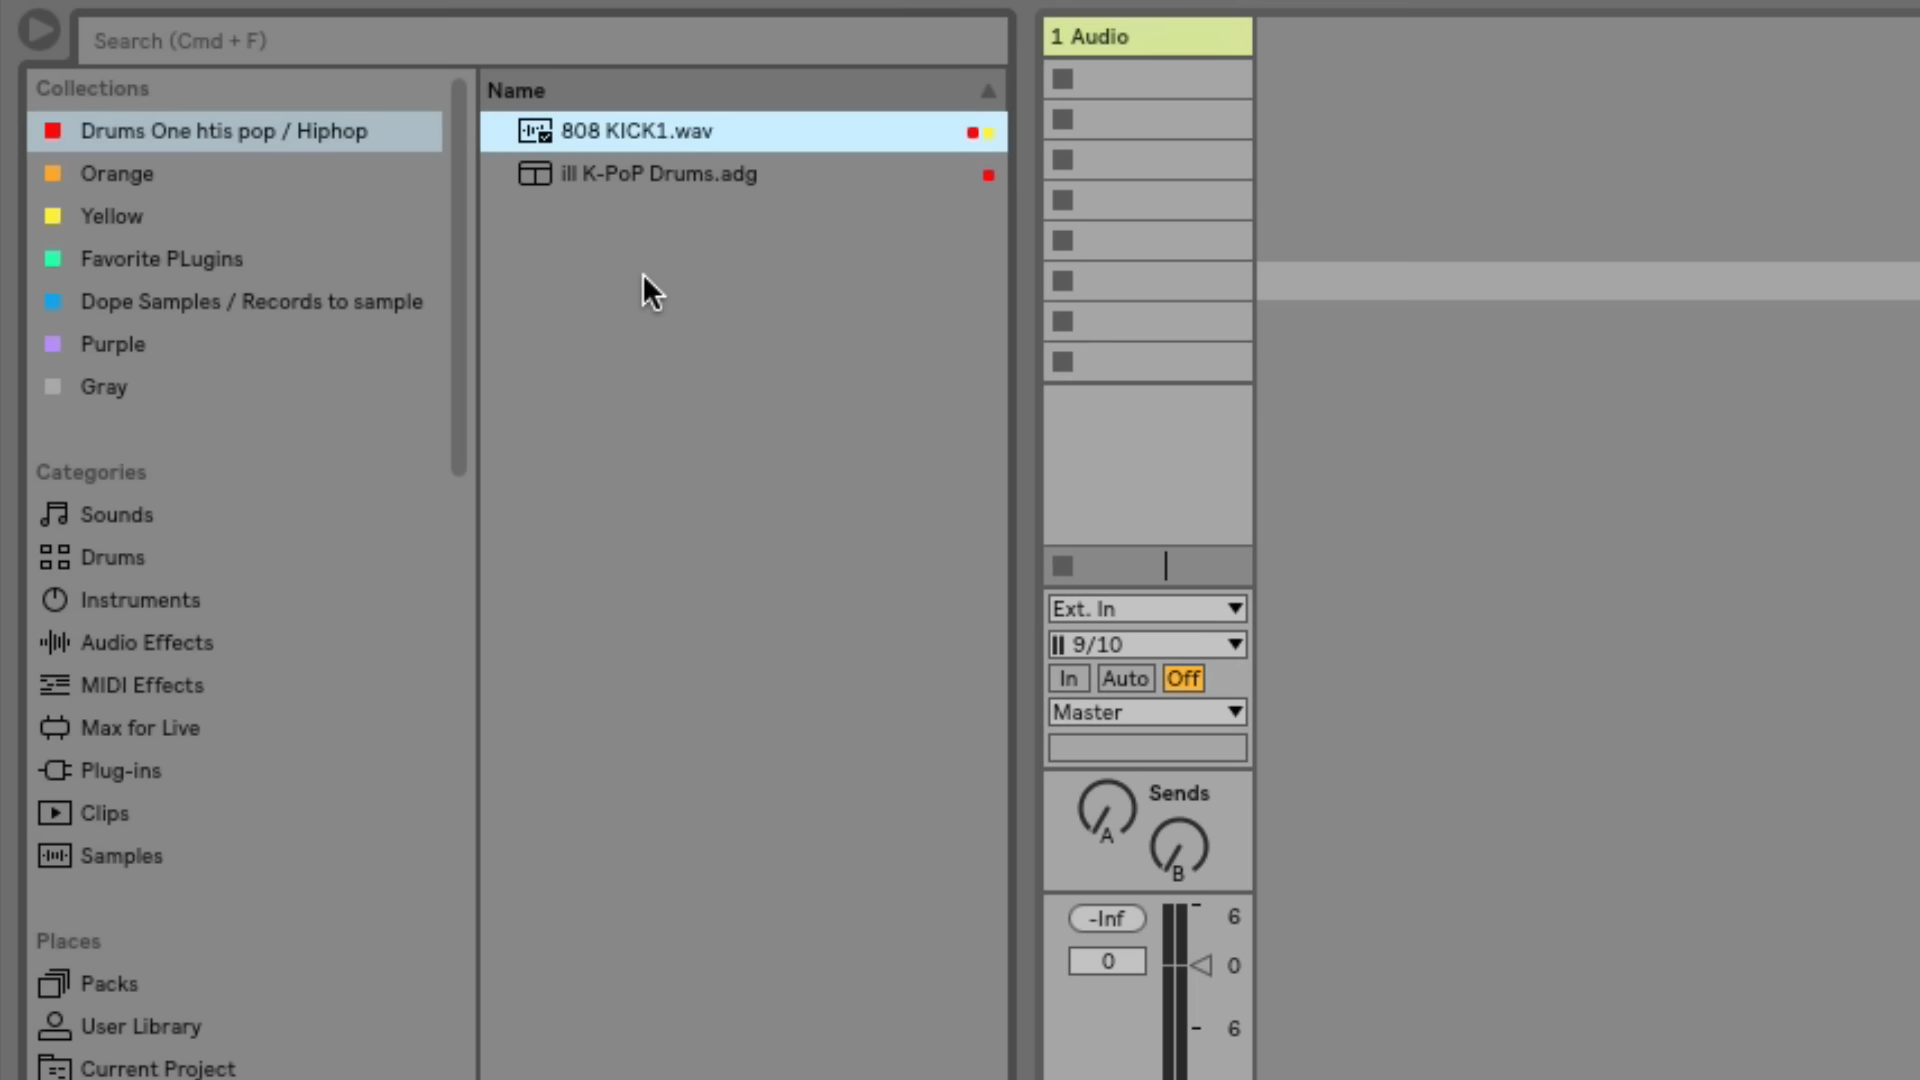 Search (Cmd + F)
Collections
Drums One htis pop / Hiphop
Orange
Yellow
Favorite PLugins
Dope Samples / Records to sample
Purple
Gray
Categories
Sounds
Drums
Instruments
Audio Effects
MIDI Effects
Max for Live
Plug-ins
Clips
Samples
Places
Packs
User Library
Current Project
Name
808 KICK1.wav
ill K-PoP Drums.adg
1 Audio
Ext. In
9/10
In Auto Off
Master
Sends
A
B
-Inf 6
0 0
6